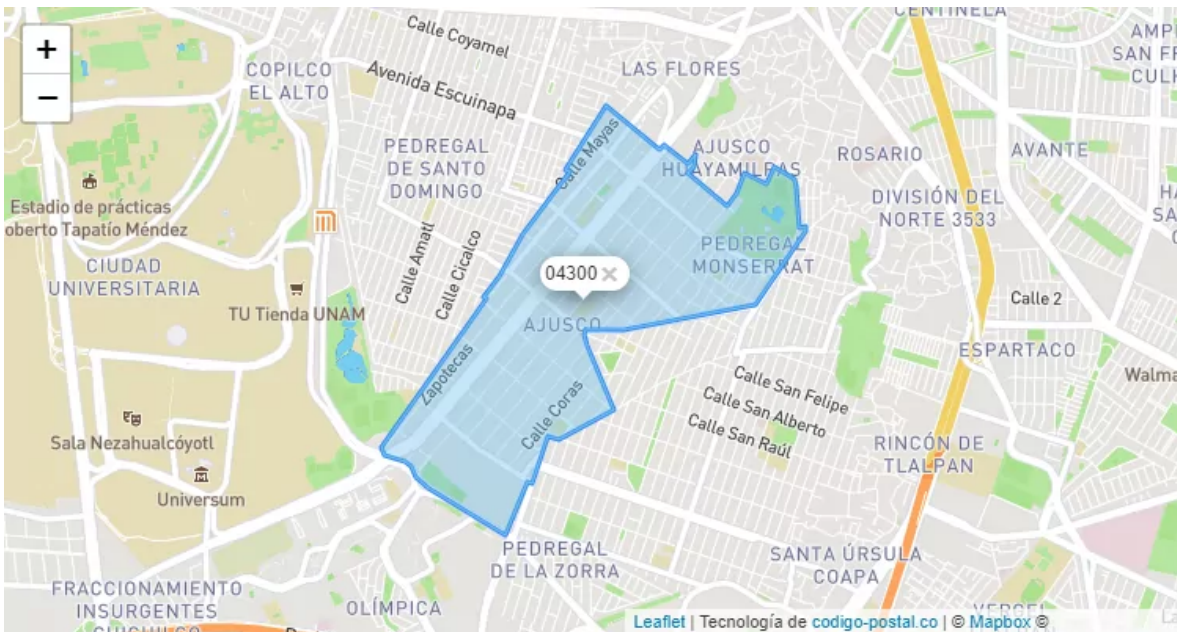 CENTINELA
Calle Coyamel
+
−
COPILCO
EL ALTO
LAS FLORES
Avenida Escuinapa
Calle Mayas
PEDREGAL
DE SANTO
DOMINGO
AJUSCO
HUAYAMILPAS
ROSARIO
AVANTE
DIVISIÓN DEL
NORTE 3533
Estadio de prácticas
oberto Tapatío Méndez
CIUDAD
UNIVERSITARIA
Calle Amatl
Calle Cicalco
PEDREGAL
MONSERRAT
04300 ×
TU Tienda UNAM
AJUSCO
Calle 2
ESPARTACO
Zapotecas
Calle Coras
Calle San Felipe
Calle San Alberto
Calle San Raúl
Walma
Sala Nezahualcóyotl
Universum
RINCÓN DE
TLALPAN
PEDREGAL
DE LA ZORRA
SANTA ÚRSULA
COAPA
FRACCIONAMIENTO
INSURGENTES
OLÍMPICA
Leaflet | Tecnología de codigo-postal.co | © Mapbox ©